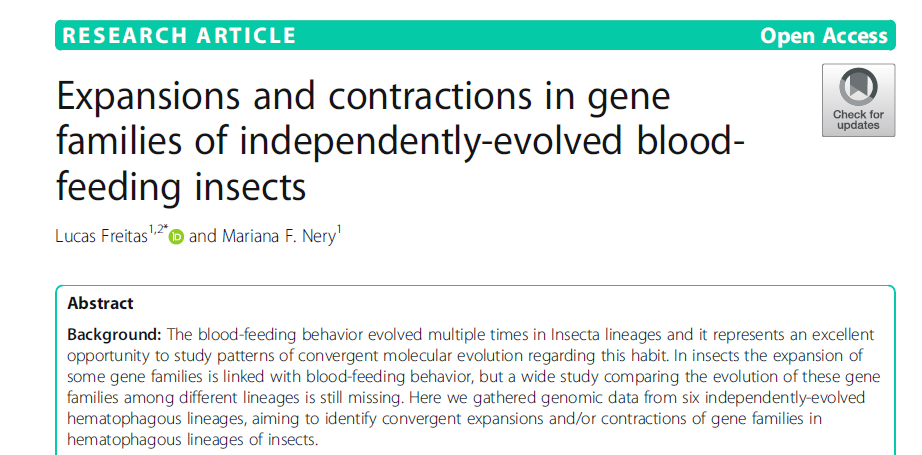 RESEARCH ARTICLE
Open Access
Expansions and contractions in gene
families of independently-evolved blood-
feeding insects
Check for
updates
Lucas Freitas1,2* iD and Mariana F. Nery1
Abstract
Background: The blood-feeding behavior evolved multiple times in Insecta lineages and it represents an excellent
opportunity to study patterns of convergent molecular evolution regarding this habit. In insects the expansion of
some gene families is linked with blood-feeding behavior, but a wide study comparing the evolution of these gene
families among different lineages is still missing. Here we gathered genomic data from six independently-evolved
hematophagous lineages, aiming to identify convergent expansions and/or contractions of gene families in
hematophagous lineages of insects.